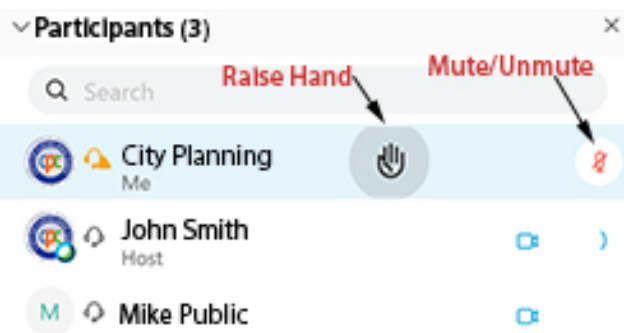 Participants (3)
Raise Hand
Mute/Unmute
Search
City Planning
Me
John Smith
Host
M Mike Public